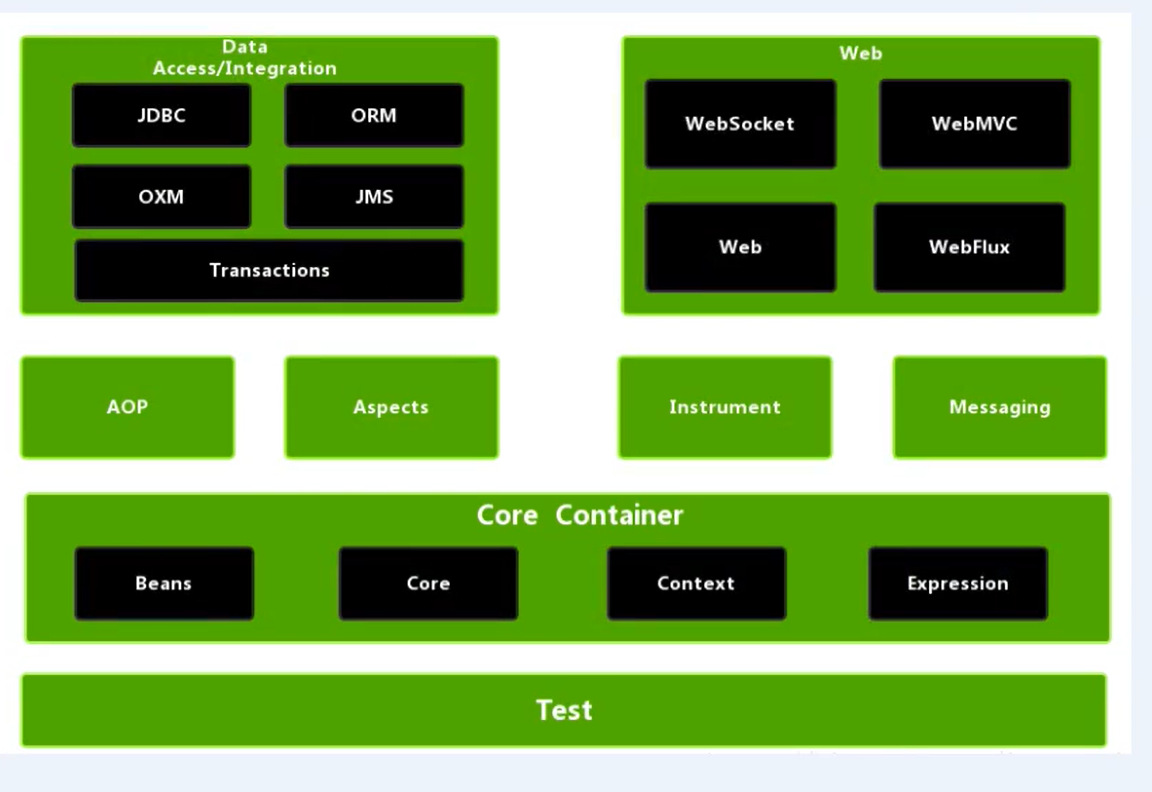 Data
Access/Integration
JDBC
ORM
OXM
JMS
Transactions
Web
WebSocket
WebMVC
Web
WebFlux
AOP
Aspects
Instrument
Messaging
Core Container
Beans
Core
Context
Expression
Test